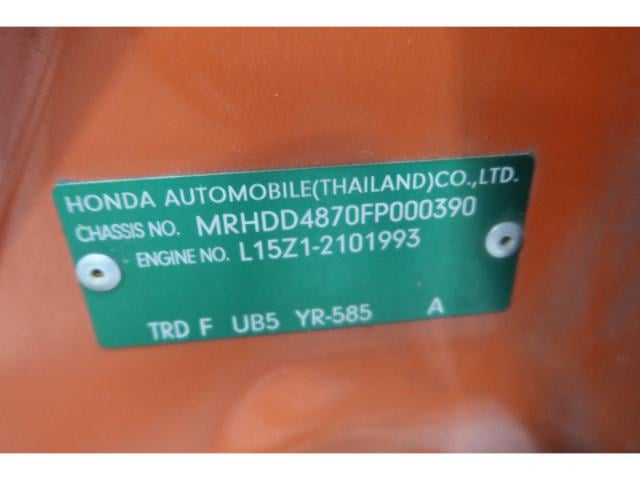 HONDA AUTOMOBILE(THAILAND)CO.,LTD.
CHASSIS NO. MRHDD4870FP000390
ENGINE NO. L15Z1-2101993
TRD F UB5 YR-585 A